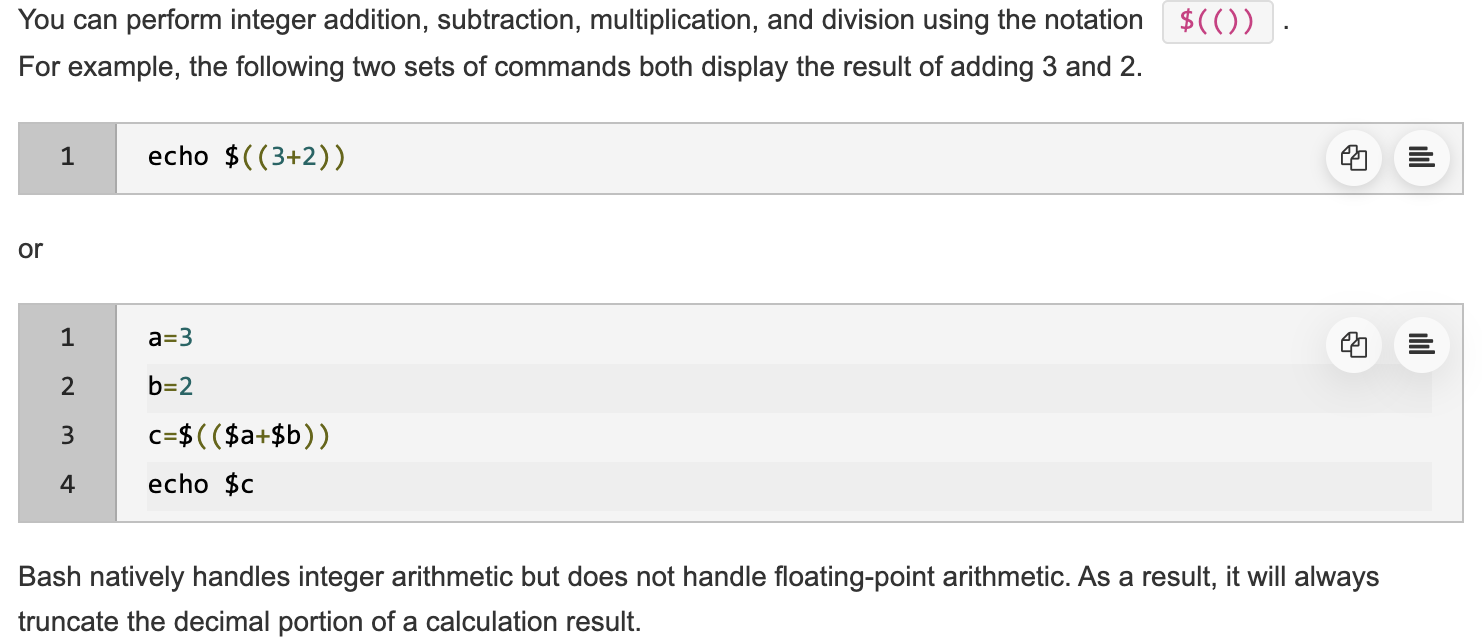 You can perform integer addition, subtraction, multiplication, and division using the notation $(()) .
For example, the following two sets of commands both display the result of adding 3 and 2.
1 echo $((3+2))
or
1 a=3
2 b=2
3 c=$(($a+$b))
4 echo $c
Bash natively handles integer arithmetic but does not handle floating-point arithmetic. As a result, it will always
truncate the decimal portion of a calculation result.